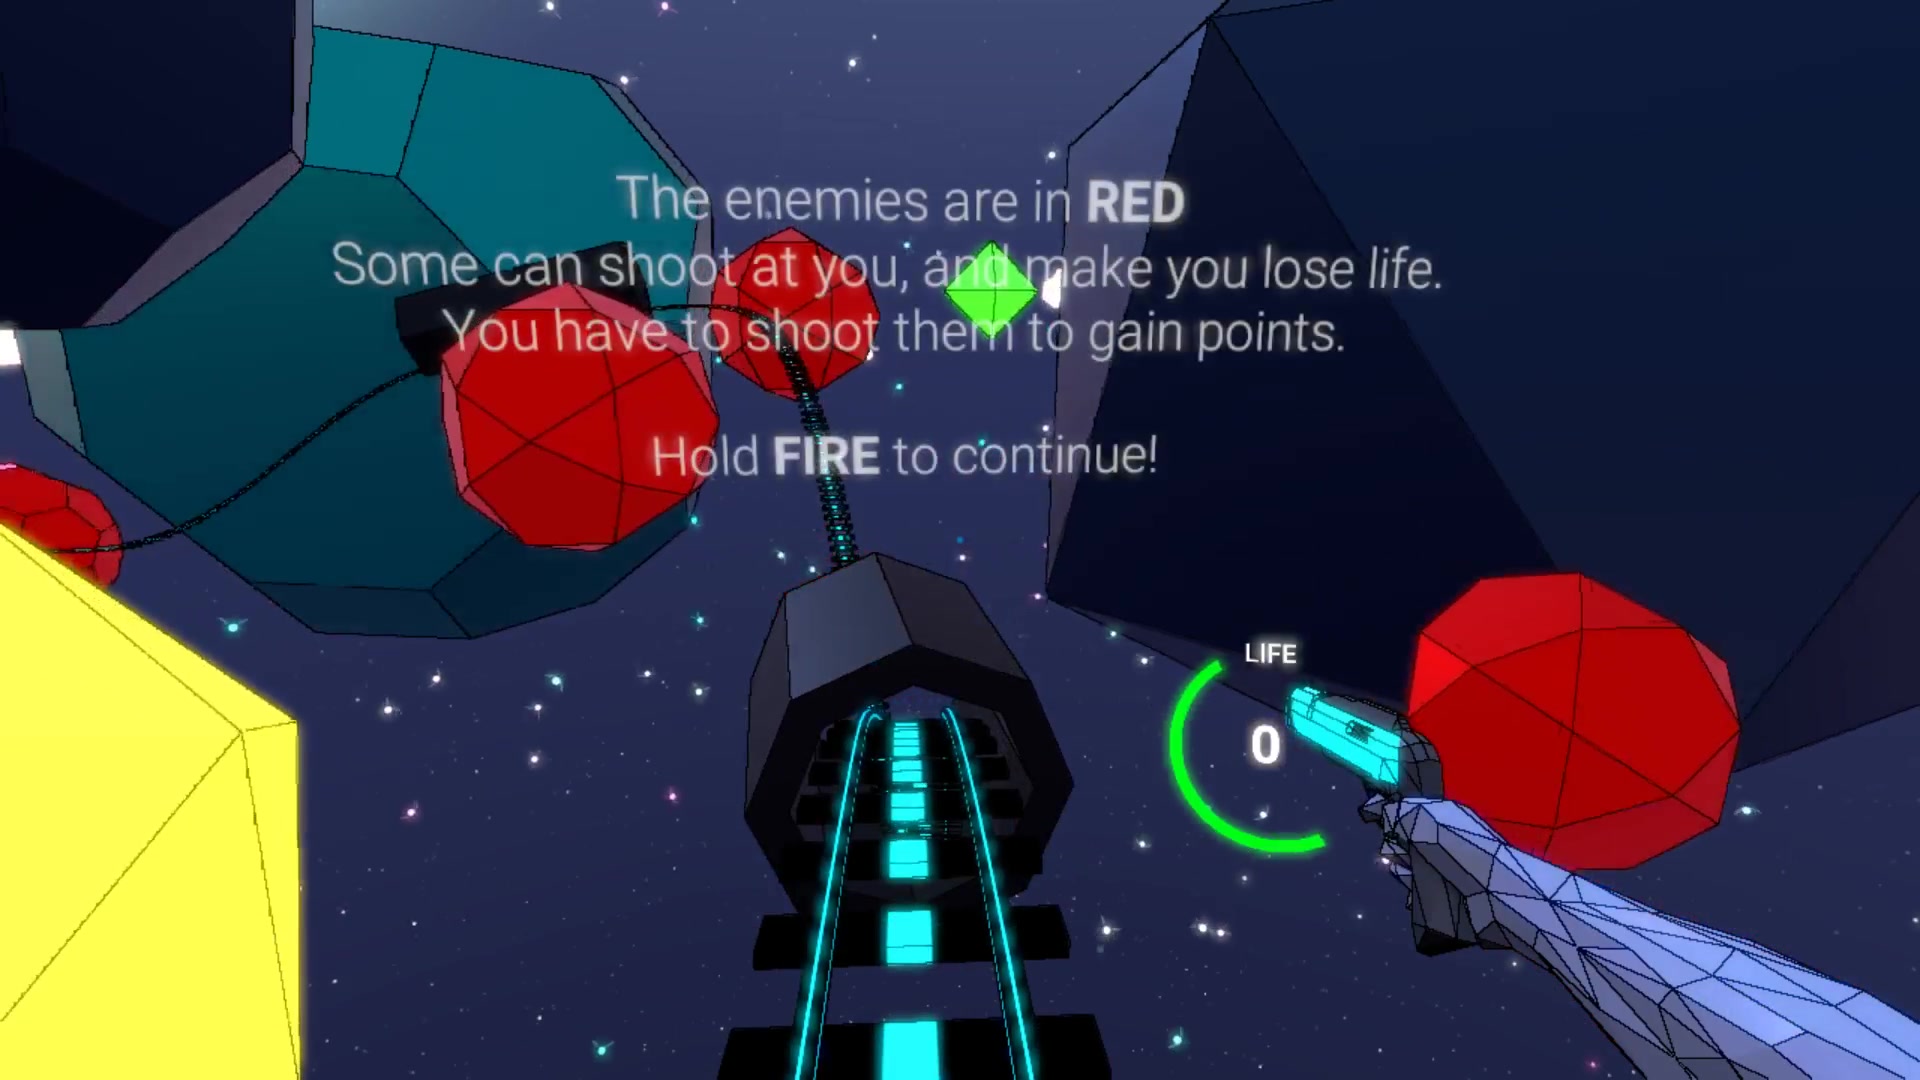 The enemies are in RED
Some can shoot at you, and make you lose life.
You have to shoot them to gain points.
Hold FIRE to continue!
LIFE
0